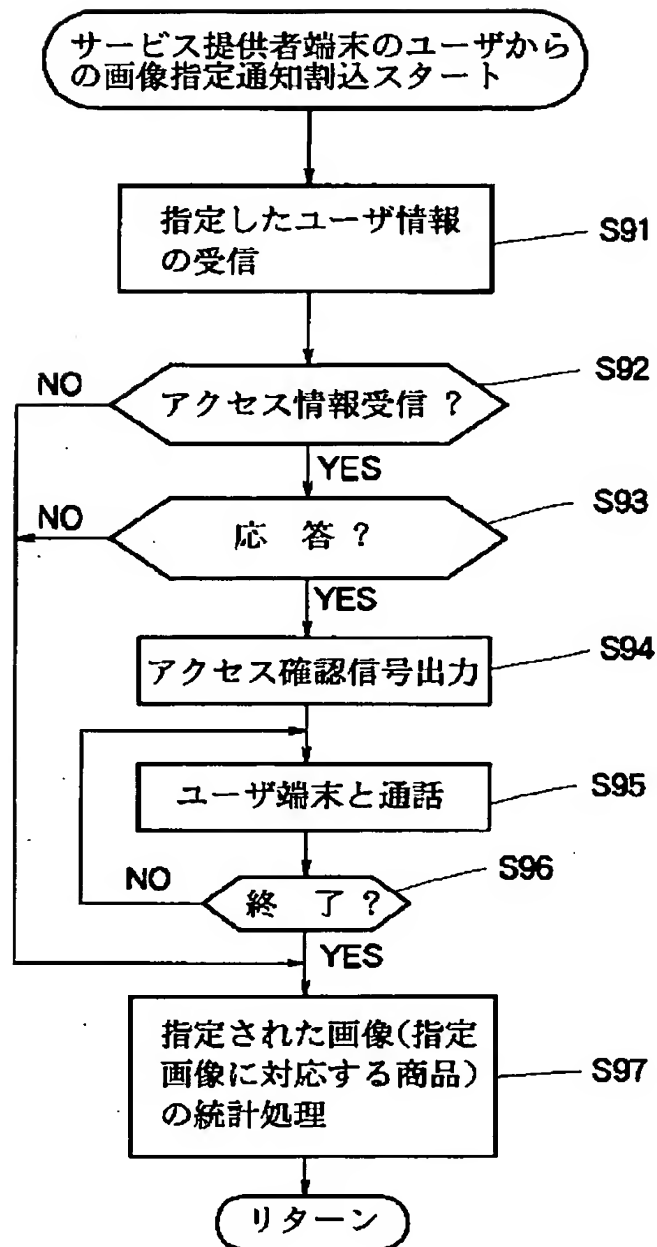 サービス提供者端末のユーザから
の画像指定通知割込スタート
指定したユーザ情報
の受信
S91
アクセス情報受信？
S92
NO
YES
応　答？
S93
NO
YES
アクセス確認信号出力
S94
ユーザ端末と通話
S95
終　了？
S96
NO
YES
指定された画像(指定
画像に対応する商品)
の統計処理
S97
リターン